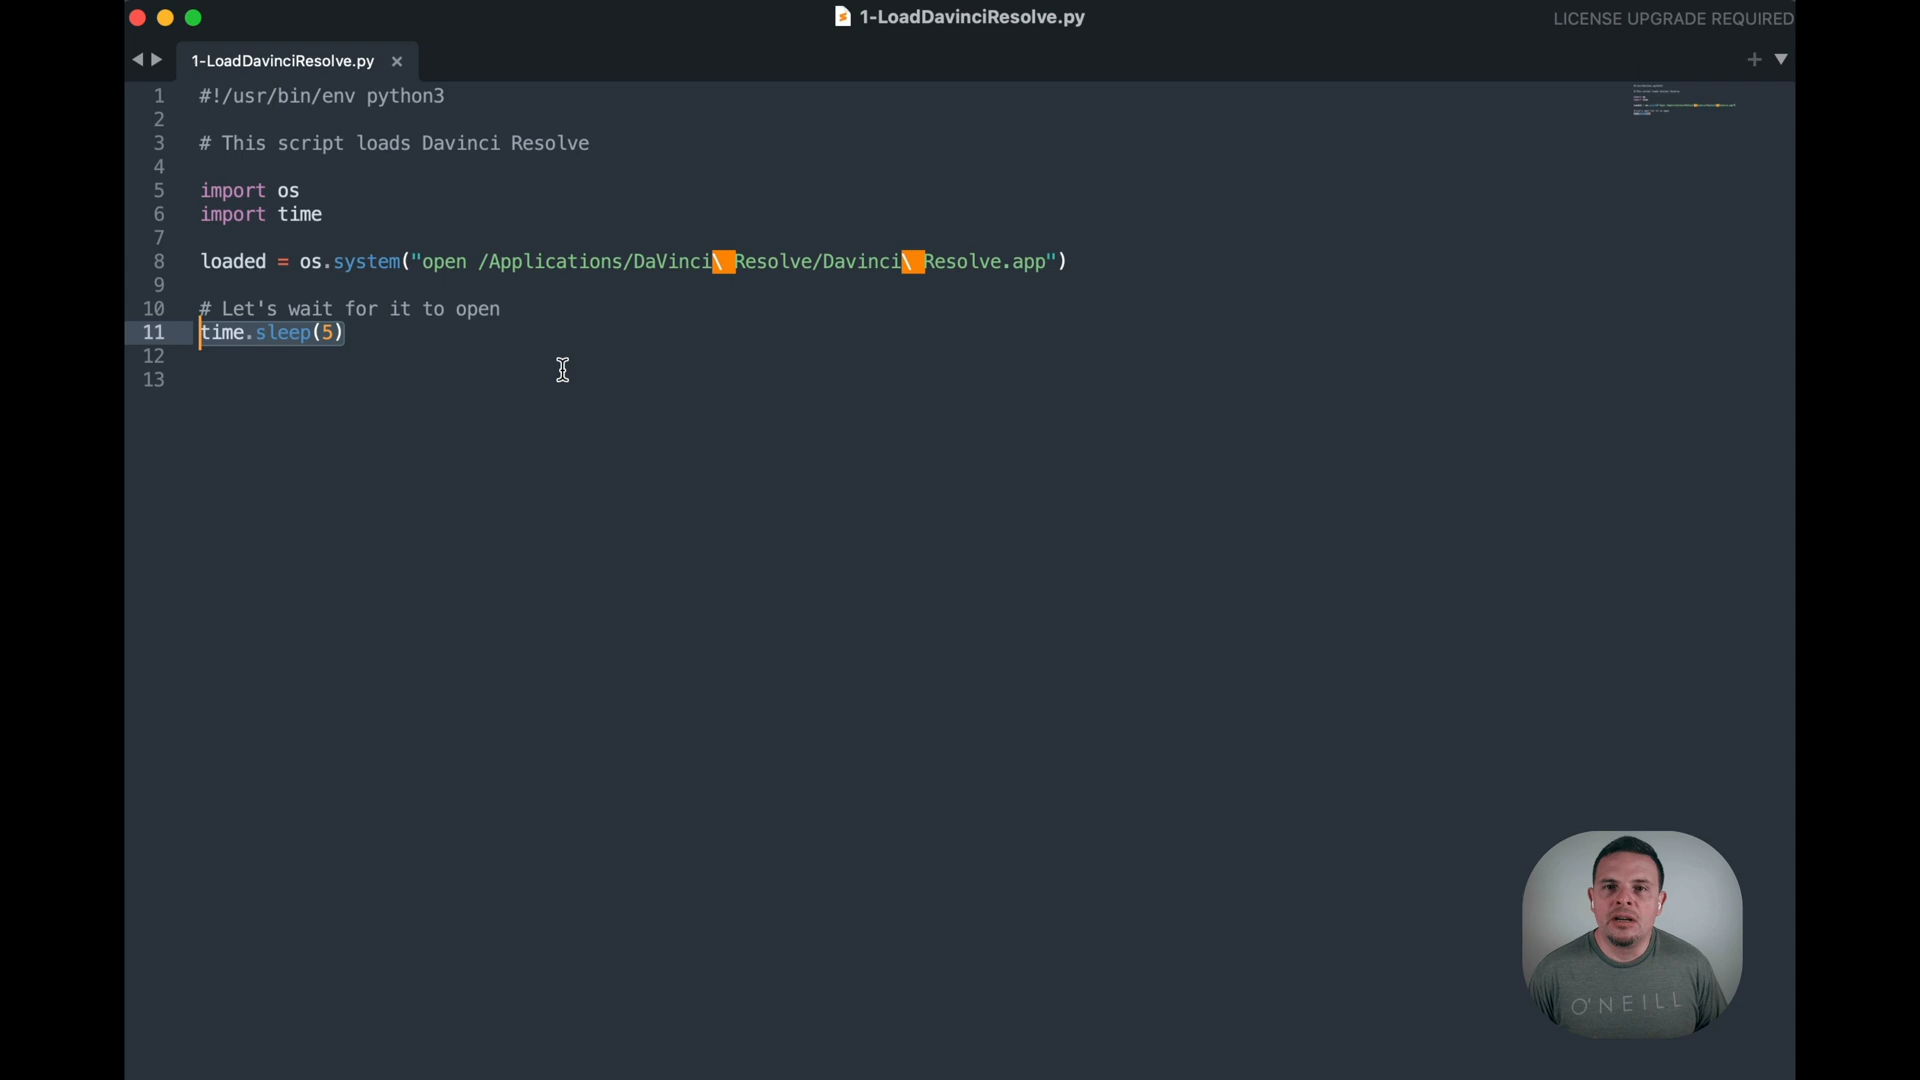 1-LoadDavinciResolve.py
LICENSE UPGRADE REQUIRED
1-LoadDavinciResolve.py
1 #!/usr/bin/env python3
2
3 # This script loads Davinci Resolve
4
5 import os
6 import time
7
8 loaded = os.system("open /Applications/DaVinci\ Resolve/Davinci\ Resolve.app")
9
10 # Let's wait for it to open
11 time.sleep(5)
12
13
O'NEILL